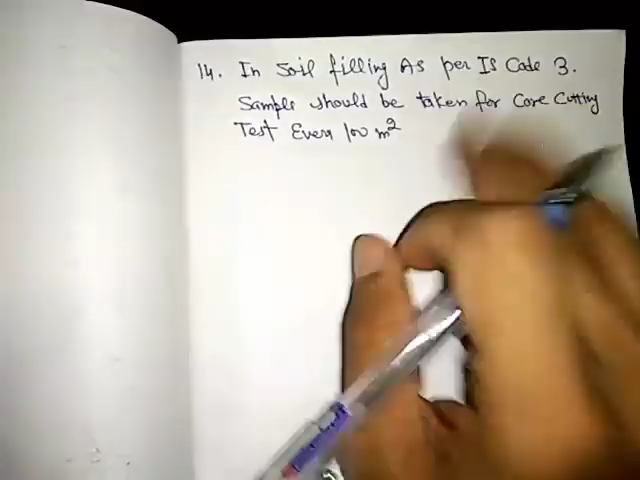 14. In Soil filling As per Is Code 3.
Sample should be taken for Core Cutting
Test Every 100 m²